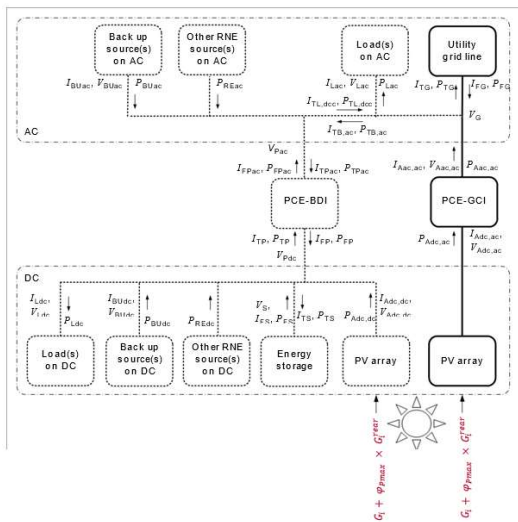 Back up
source(s)
on AC
Other RNE
source(s)
on AC
Load(s)
on AC
Utility
grid line
I_BUac, V_BUac
P_BUac
P_REac
I_Lac, V_Lac
P_Lac
I_TG, P_TG
I_FG, P_FG
I_TL,dcc, P_TL,dcc
V_G
I_TB,ac, P_TB,ac
AC
V_Pac
I_FPac, P_FPac
I_TPac, P_TPac
I_Aac,ac, V_Aac,ac
P_Aac,ac
PCE-BDI
PCE-GCI
I_TP, P_TP
I_FP, P_FP
V_Pdc
P_Adc,ac
I_Adc,ac,
V_Adc,ac
DC
I_Ldc,
V_Ldc
P_Ldc
I_BUdc,
V_BUdc
P_BUdc
P_REdc
V_S,
I_FS, P_FS
I_TS, P_TS
P_Adc,dc
I_Adc,dc,
V_Adc,dc
Load(s)
on DC
Back up
source(s)
on DC
Other RNE
source(s)
on DC
Energy
storage
PV array
PV array
G_i + φ_Pmax × G_i^rear
G_i + φ_Pmax × G_i^rear